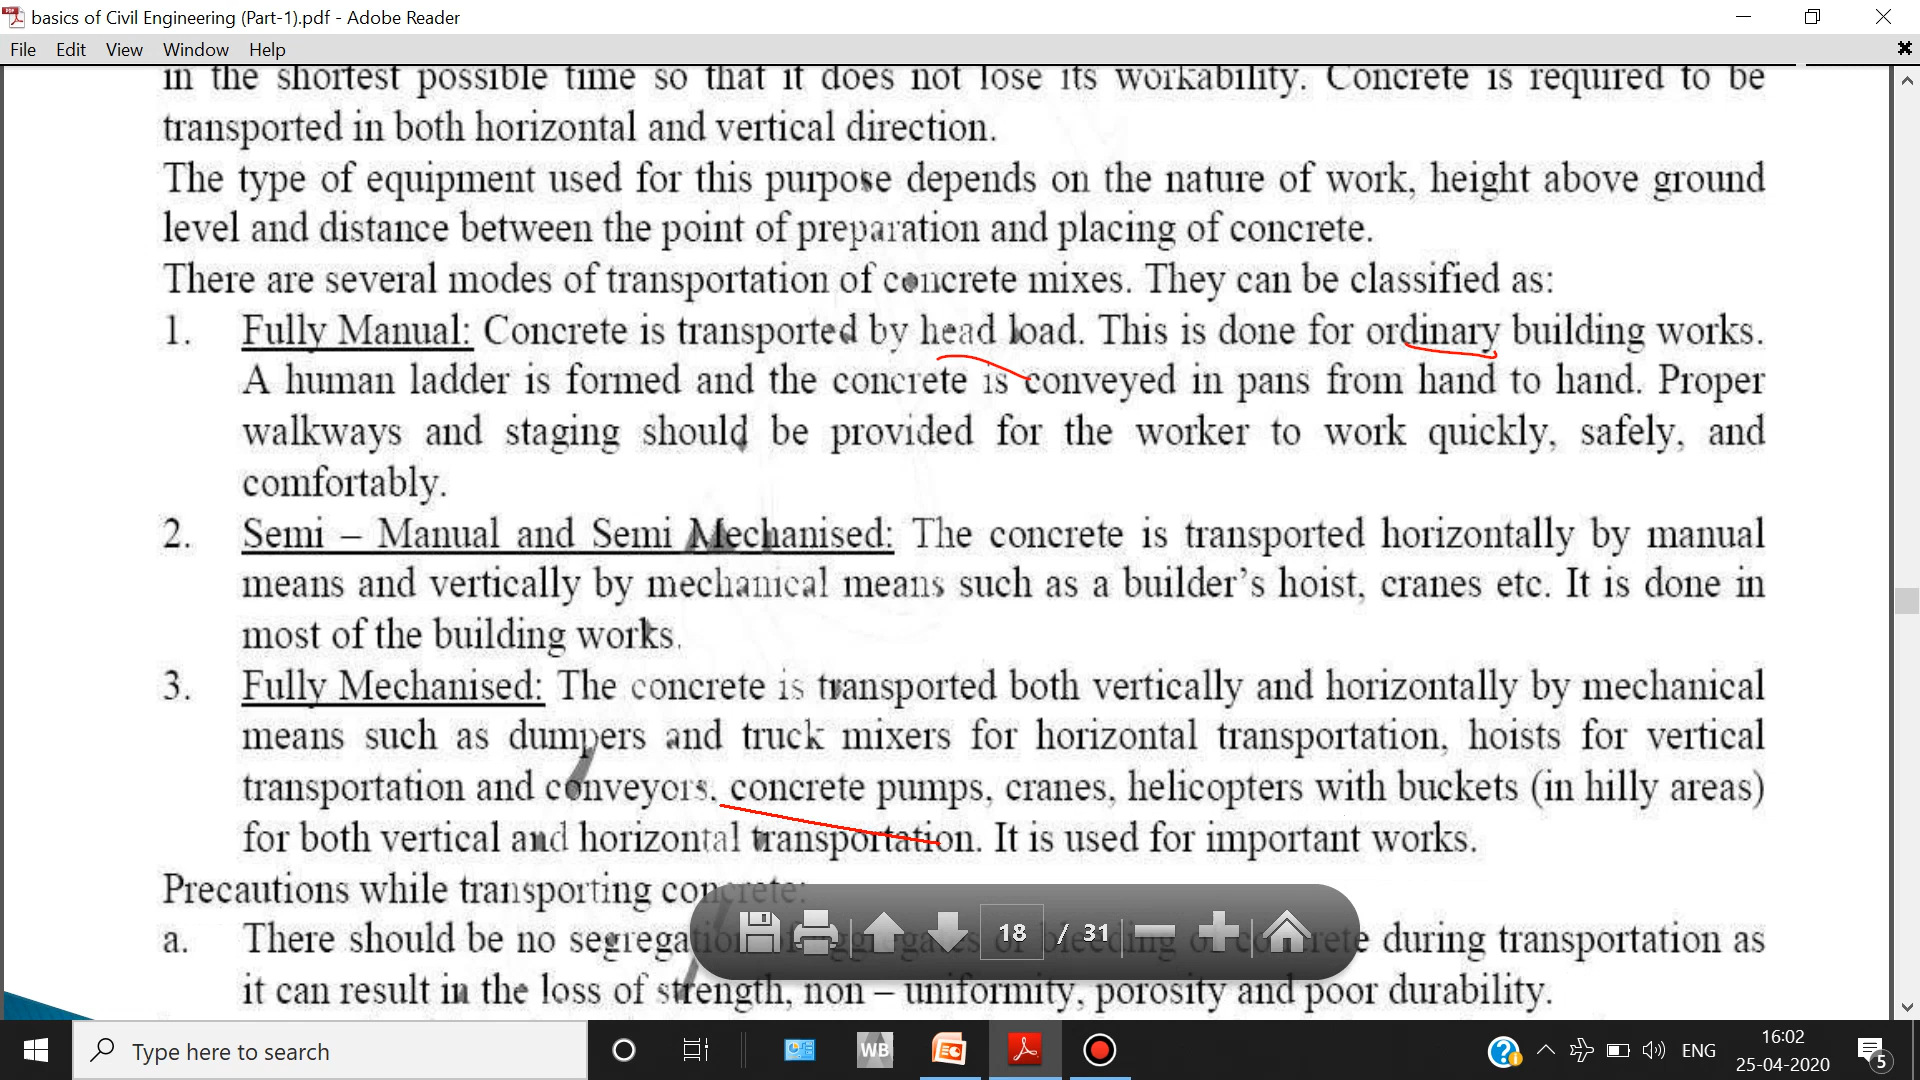 basics of Civil Engineering (Part-1).pdf - Adobe Reader
File Edit View Window Help
in the shortest possible time so that it does not lose its workability. Concrete is required to be
transported in both horizontal and vertical direction.
The type of equipment used for this purpose depends on the nature of work, height above ground
level and distance between the point of preparation and placing of concrete.
There are several modes of transportation of concrete mixes. They can be classified as:
1. Fully Manual: Concrete is transported by head load. This is done for ordinary building works.
A human ladder is formed and the concrete is conveyed in pans from hand to hand. Proper
walkways and staging should be provided for the worker to work quickly, safely, and
comfortably.
2. Semi – Manual and Semi Mechanised: The concrete is transported horizontally by manual
means and vertically by mechanical means such as a builder's hoist, cranes etc. It is done in
most of the building works.
3. Fully Mechanised: The concrete is transported both vertically and horizontally by mechanical
means such as dumpers and truck mixers for horizontal transportation, hoists for vertical
transportation and conveyors, concrete pumps, cranes, helicopters with buckets (in hilly areas)
for both vertical and horizontal transportation. It is used for important works.
Precautions while transporting concrete:
a. There should be no segregation of aggregates or bleeding of concrete during transportation as
it can result in the loss of strength, non – uniformity, porosity and poor durability.
18 / 31
Type here to search
WB
ENG
16:02
25-04-2020
5